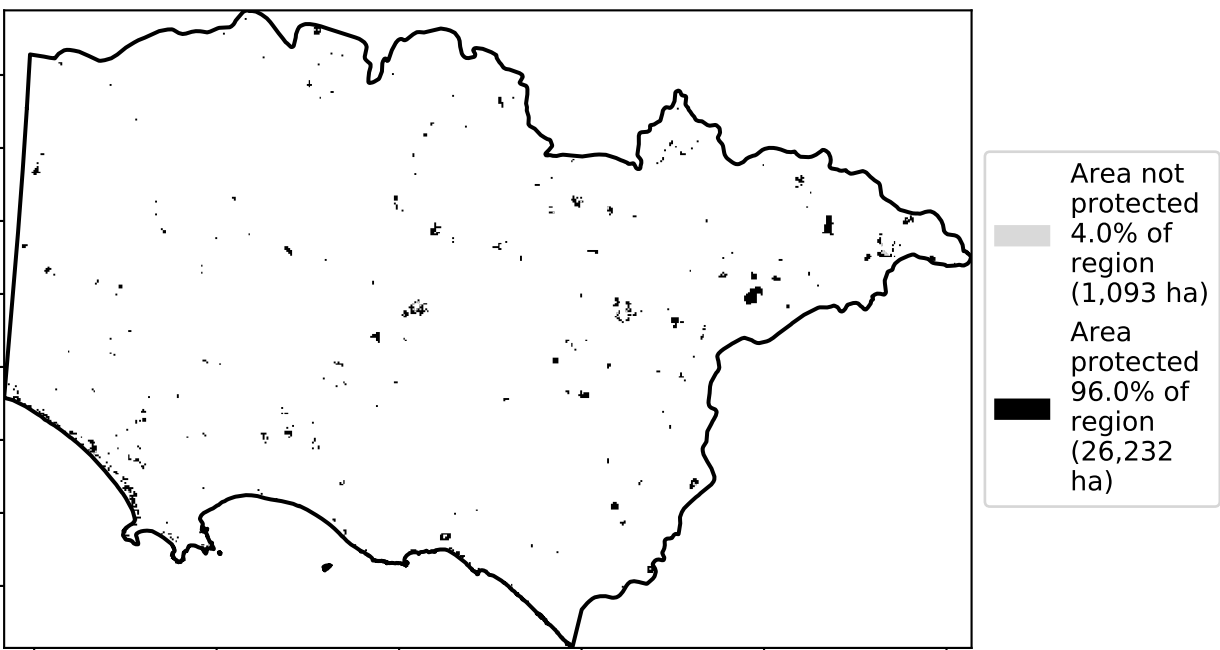 Area not
protected
4.0% of
region
(1,093 ha)
Area
protected
96.0% of
region
(26,232
ha)